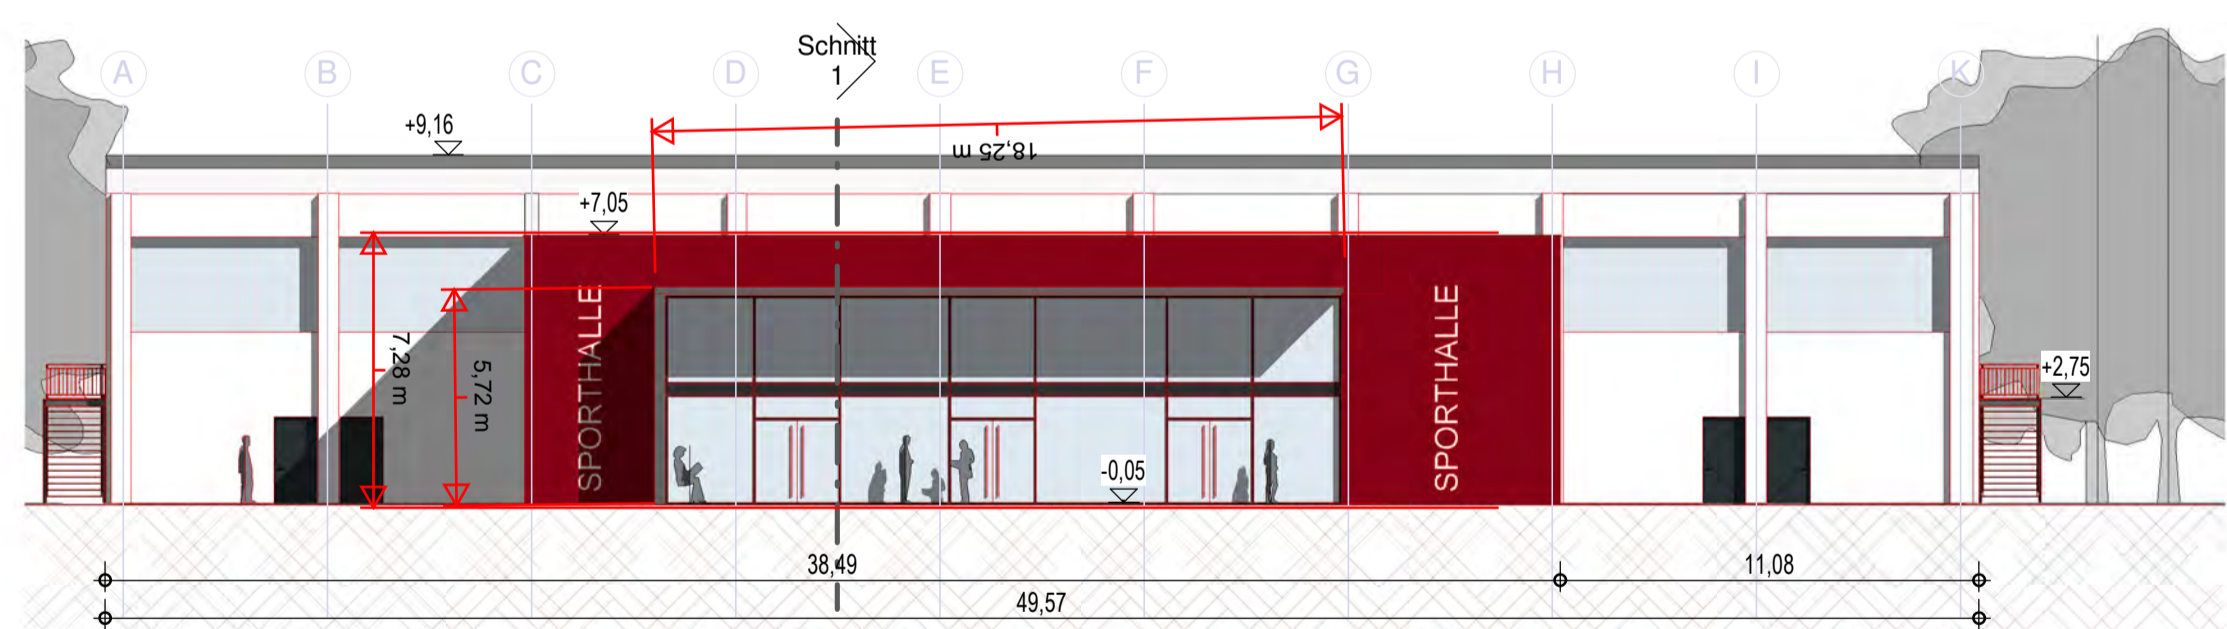 Schnitt
1
A
B
C
D
E
F
G
H
I
K
+9,16
18,25 m
+7,05
7,28 m
5,72 m
SPORTHALLE
SPORTHALLE
+2,75
-0,05
38,49
11,08
49,57